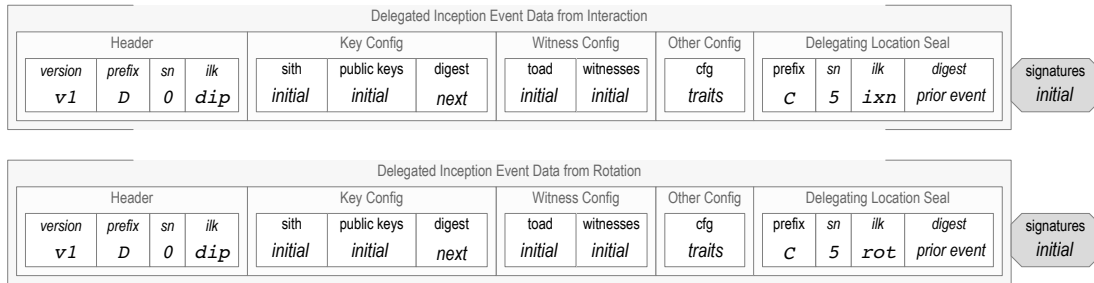 Delegated Inception Event Data from Interaction
Header Key Config Witness Config Other Config Delegating Location Seal
version prefix sn ilk sith public keys digest toad witnesses cfg prefix sn ilk digest signatures
v1 D 0 dip initial initial next initial initial traits C 5 ixn prior event initial
Delegated Inception Event Data from Rotation
Header Key Config Witness Config Other Config Delegating Location Seal
version prefix sn ilk sith public keys digest toad witnesses cfg prefix sn ilk digest signatures
v1 D 0 dip initial initial next initial initial traits C 5 rot prior event initial